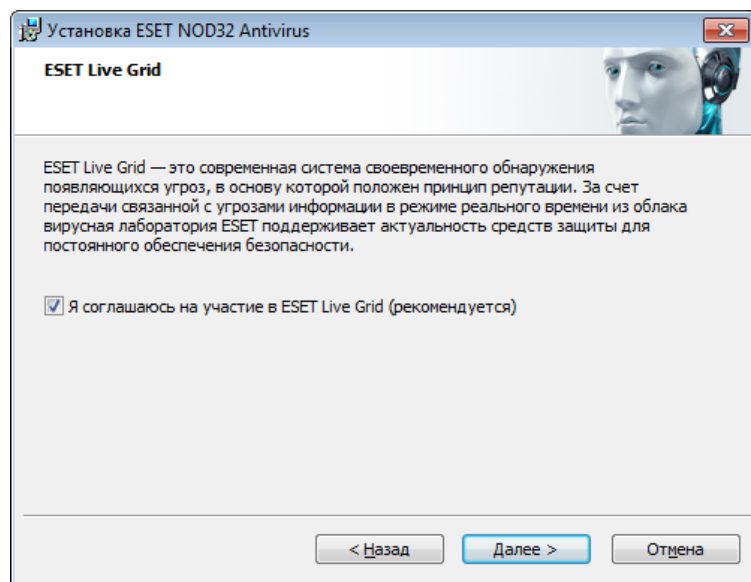 Установка ESET NOD32 Antivirus
ESET Live Grid
ESET Live Grid — это современная система своевременного обнаружения
появляющихся угроз, в основу которой положен принцип репутации. За счет
передачи связанной с угрозами информации в режиме реального времени из облака
вирусная лаборатория ESET поддерживает актуальность средств защиты для
постоянного обеспечения безопасности.
Я соглашаюсь на участие в ESET Live Grid (рекомендуется)
< Назад Далее > Отмена